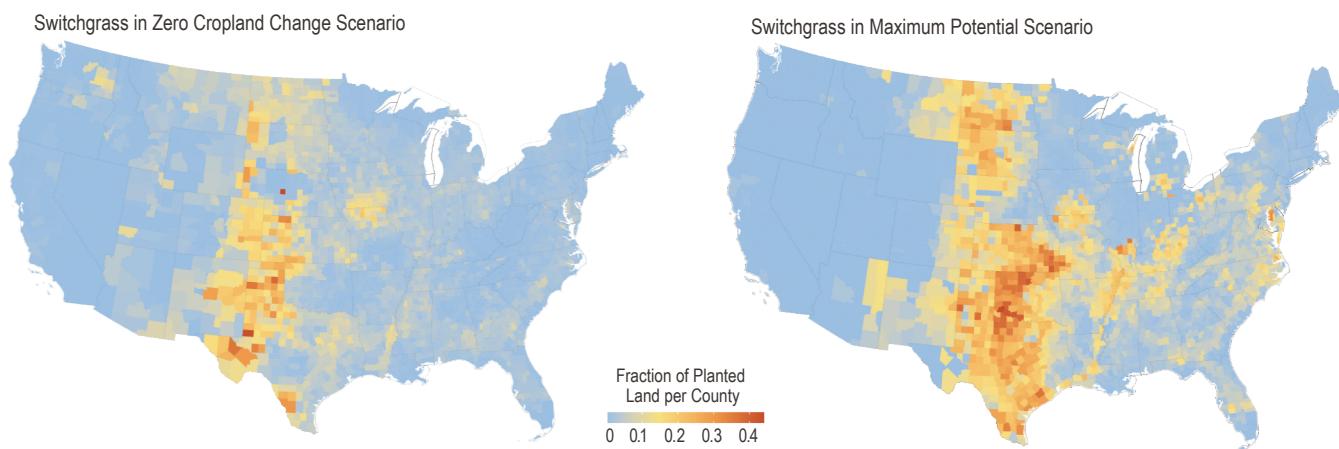 Switchgrass in Zero Cropland Change Scenario
Switchgrass in Maximum Potential Scenario
Fraction of Planted
Land per County
0 0.1 0.2 0.3 0.4